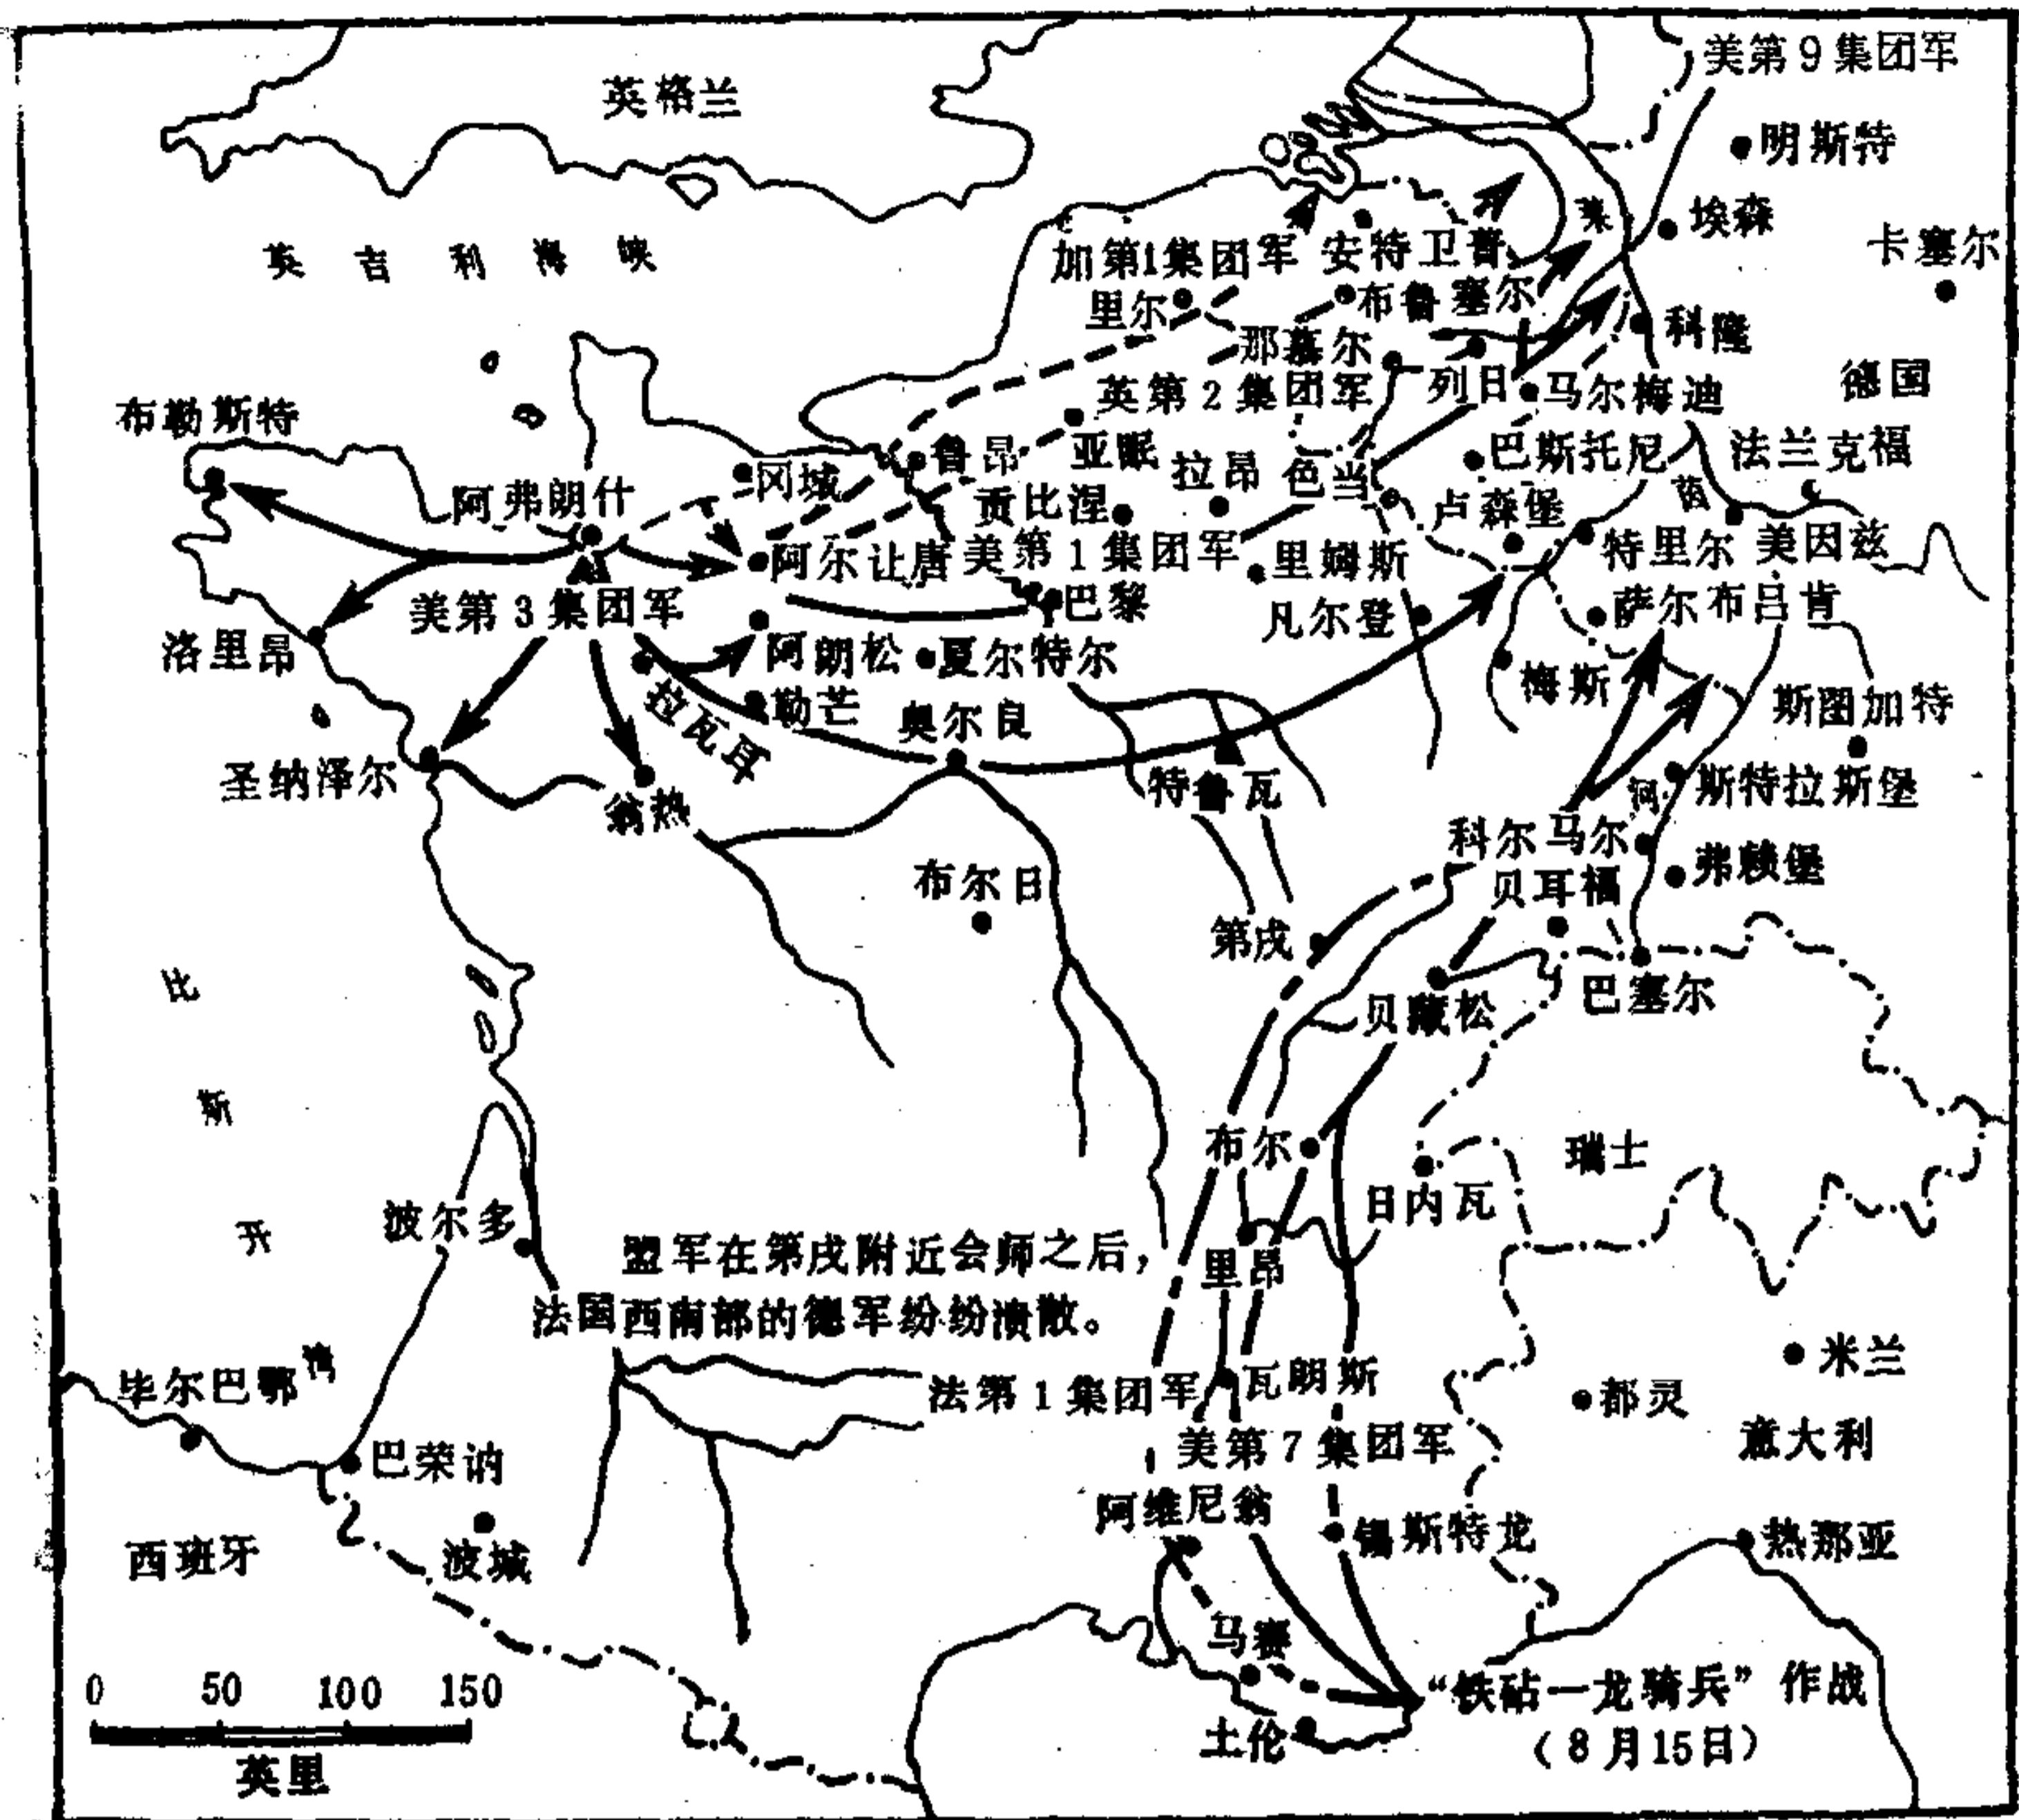 美第9集团军
英格兰
明斯特
埃森
莱
茵
河
卡塞尔
英吉利海峡
加第1集团军
安特卫普
里尔
布鲁塞尔
科隆
那慕尔
英第2集团军
列日
马尔梅迪
德国
布勒斯特
鲁昂
亚眠
拉昂
色当
巴斯托尼
法兰克福
冈城
阿弗朗什
贡比涅
卢森堡
阿尔让唐
美第1集团军
里姆斯
特里尔
美因兹
美第3集团军
巴黎
凡尔登
萨尔布吕肯
洛里昂
阿朗松
夏尔特尔
梅斯
拉瓦耳
勒芒
奥尔良
斯图加特
圣纳泽尔
翁热
特鲁瓦
斯特拉斯堡
科尔马尔
弗赖堡
布尔日
贝耳福
第戎
巴塞尔
贝藏松
比斯开湾
布尔
瑞士
日内瓦
波尔多
里昂
盟军在第戎附近会师之后，
法国西南部的德军纷纷溃散。
米兰
毕尔巴鄂
法第1集团军
瓦朗斯
都灵
意大利
美第7集团军
巴荣讷
阿维尼翁
锡斯特龙
热那亚
西班牙
波城
马赛
“铁砧一龙骑兵”作战
（8月15日）
土伦
0 50 100 150
英里